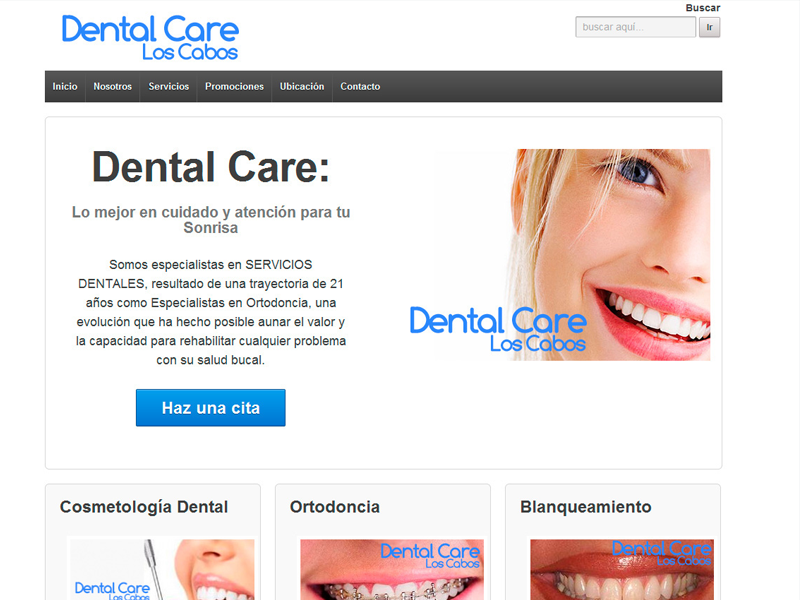 Buscar
Dental Care
Los Cabos
buscar aquí...
Ir
Inicio
Nosotros
Servicios
Promociones
Ubicación
Contacto
Dental Care:
Lo mejor en cuidado y atención para tu
Sonrisa
Somos especialistas en SERVICIOS
DENTALES, resultado de una trayectoria de 21
años como Especialistas en Ortodoncia, una
evolución que ha hecho posible aunar el valor y
la capacidad para rehabilitar cualquier problema
con su salud bucal.
Haz una cita
Dental Care
Los Cabos
Cosmetología Dental
Dental Care
Los Cabos
Ortodoncia
Dental Care
Los Cabos
Blanqueamiento
Dental Care
Los Cabos